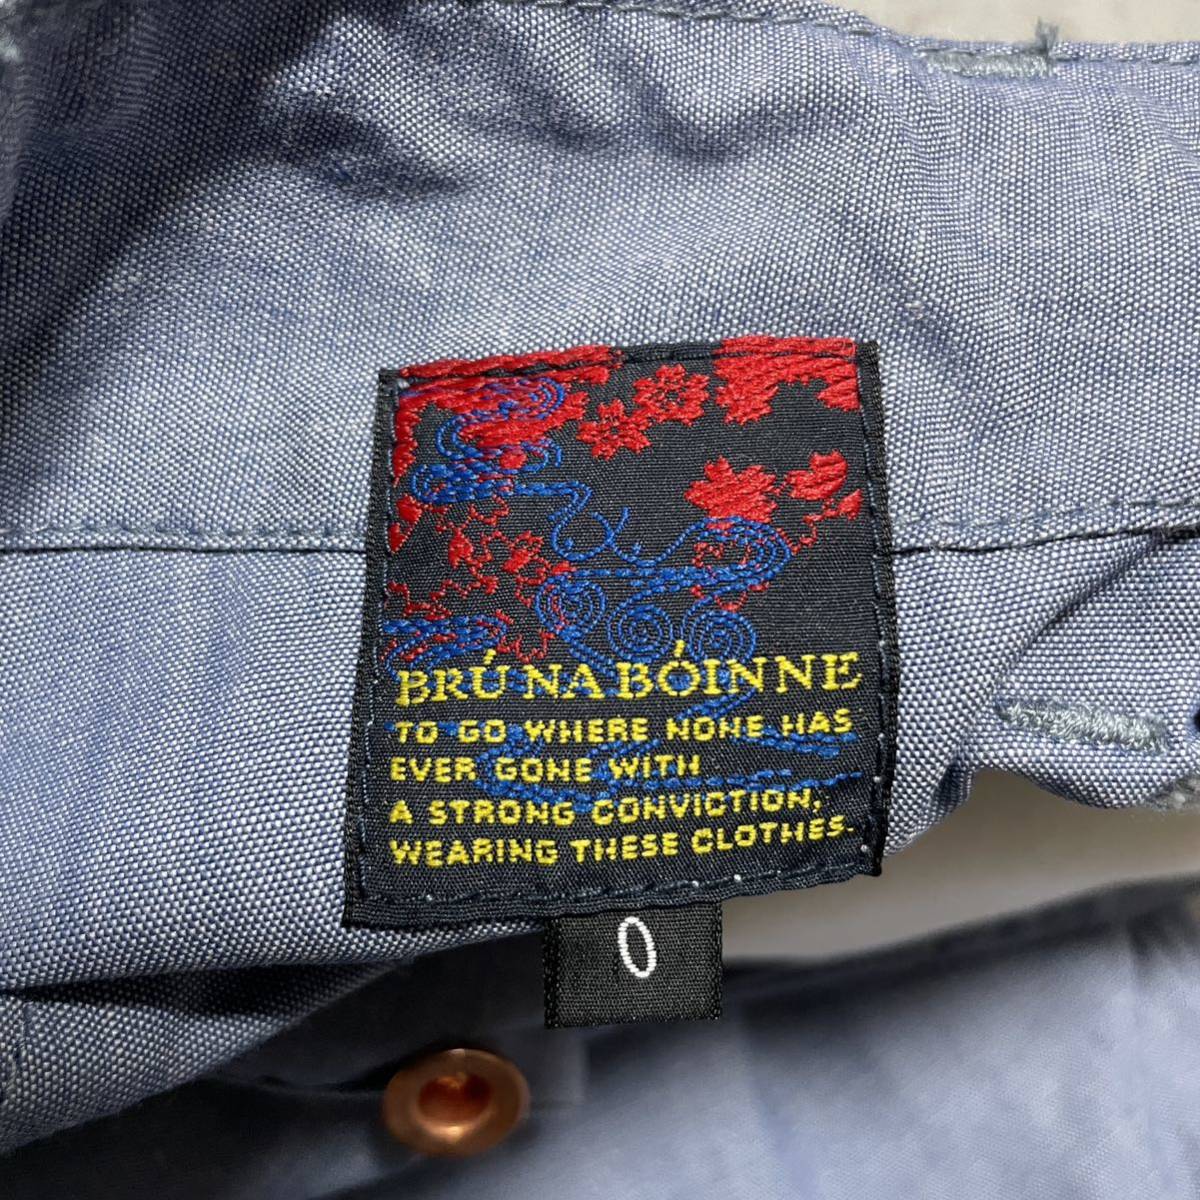 BRÚ NA BÓINNE
TO GO WHERE NONE HAS
EVER GONE WITH
A STRONG CONVICTION,
WEARING THESE CLOTHES.
0